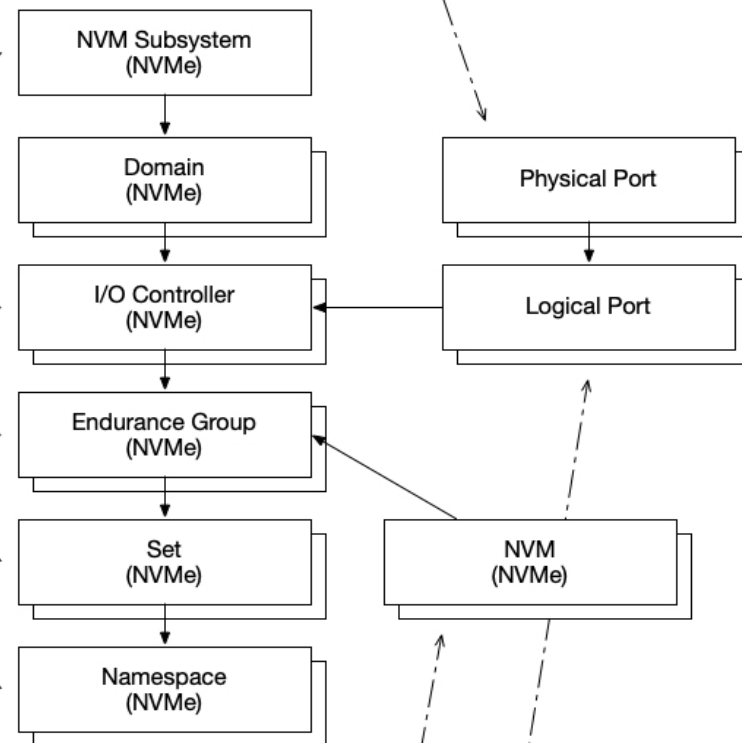 NVM Subsystem
(NVMe)
Domain
(NVMe)
Physical Port
I/O Controller
(NVMe)
Logical Port
Endurance Group
(NVMe)
Set
(NVMe)
NVM
(NVMe)
Namespace
(NVMe)